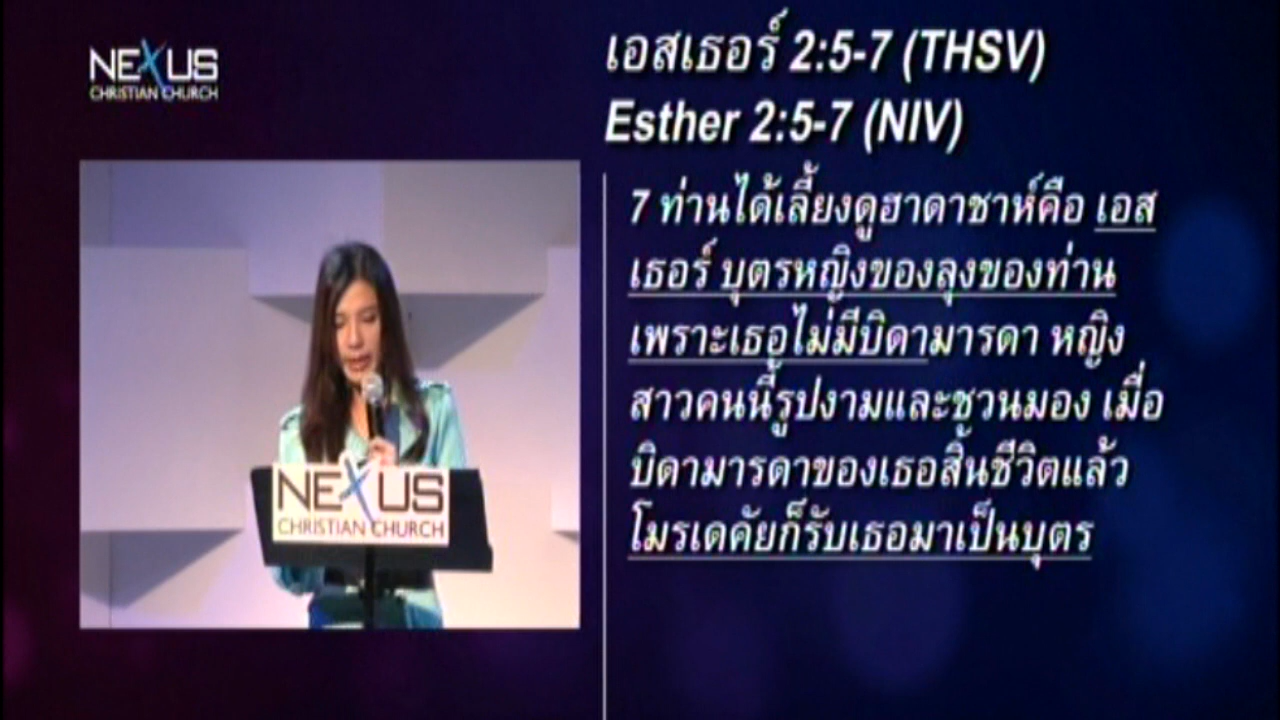 NEXUS
CHRISTIAN CHURCH
เอสเธอร์ 2:5-7 (THSV)
Esther 2:5-7 (NIV)
7 ท่านได้เลี้ยงดูฮาดาชาห์คือ เอส
เธอร์ บุตรหญิงของลุงของท่าน
เพราะเธอไม่มีบิดามารดา หญิง
สาวคนนี้รูปงามและชวนมอง เมื่อ
บิดามารดาของเธอสิ้นชีวิตแล้ว
โมรเดคัยก็รับเธอมาเป็นบุตร
NEXUS
CHRISTIAN CHURCH